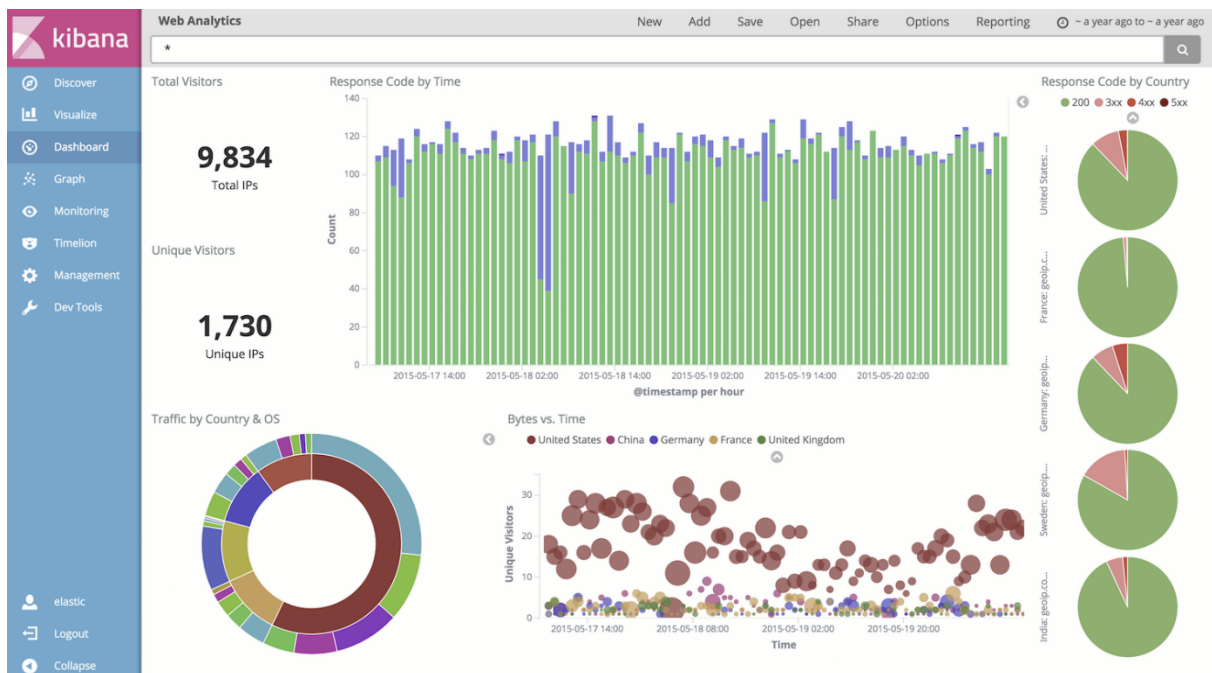 kibana
Web Analytics
New Add Save Open Share Options Reporting ~ a year ago to ~ a year ago
*
Discover
Visualize
Dashboard
Graph
Monitoring
Timelion
Management
Dev Tools
elastic
Logout
Collapse
Total Visitors
9,834
Total IPs
Unique Visitors
1,730
Unique IPs
Response Code by Time
140
120
100
80
60
40
20
0
Count
2015-05-17 14:00 2015-05-18 02:00 2015-05-18 14:00 2015-05-19 02:00 2015-05-19 14:00 2015-05-20 02:00
@timestamp per hour
Response Code by Country
200 3xx 4xx 5xx
United States: ...
France: geoip.c...
Germany: geoip...
Sweden: geoip....
India: geoip.co...
Traffic by Country & OS
Bytes vs. Time
United States China Germany France United Kingdom
30
20
10
0
Unique Visitors
2015-05-17 14:00 2015-05-18 08:00 2015-05-19 02:00 2015-05-19 20:00
Time